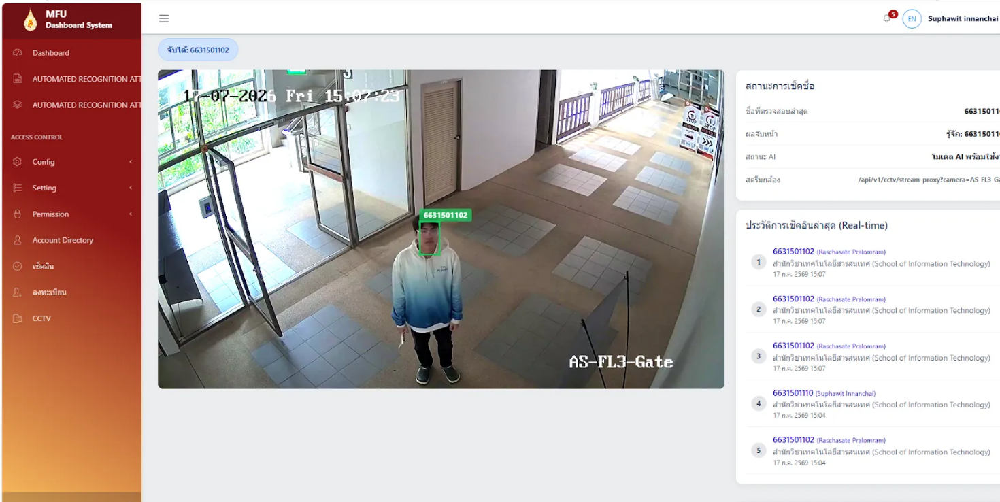 MFU
Dashboard System
Dashboard
AUTOMATED RECOGNITION ATT
AUTOMATED RECOGNITION ATT
ACCESS CONTROL
Config
Setting
Permission
Account Directory
เช็คอิน
ลงทะเบียน
CCTV
5
EN
Suphawit innanchai
จับได้: 6631501102
17-07-2026 Fri 15:07:23
3
STOP
STOP
6631501102
AS-FL3-Gate
สถานะการเช็คชื่อ
ชื่อที่ตรวจสอบล่าสุด
66315011
ผลจับหน้า
รู้จัก: 66315011
สถานะ AI
โมเดล AI พร้อมใช้ง
สตรีมกล้อง
/api/v1/cctv/stream-proxy?camera=AS-FL3-Ga
ประวัติการเช็คอินล่าสุด (Real-time)
1
6631501102 (Raschasate Pralomram)
สำนักวิชาเทคโนโลยีสารสนเทศ (School of Information Technology)
17 ก.ค. 2569 15:07
2
6631501102 (Raschasate Pralomram)
สำนักวิชาเทคโนโลยีสารสนเทศ (School of Information Technology)
17 ก.ค. 2569 15:07
3
6631501102 (Raschasate Pralomram)
สำนักวิชาเทคโนโลยีสารสนเทศ (School of Information Technology)
17 ก.ค. 2569 15:07
4
6631501110 (Suphawit Innanchai)
สำนักวิชาเทคโนโลยีสารสนเทศ (School of Information Technology)
17 ก.ค. 2569 15:04
5
6631501102 (Raschasate Pralomram)
สำนักวิชาเทคโนโลยีสารสนเทศ (School of Information Technology)
17 ก.ค. 2569 15:04